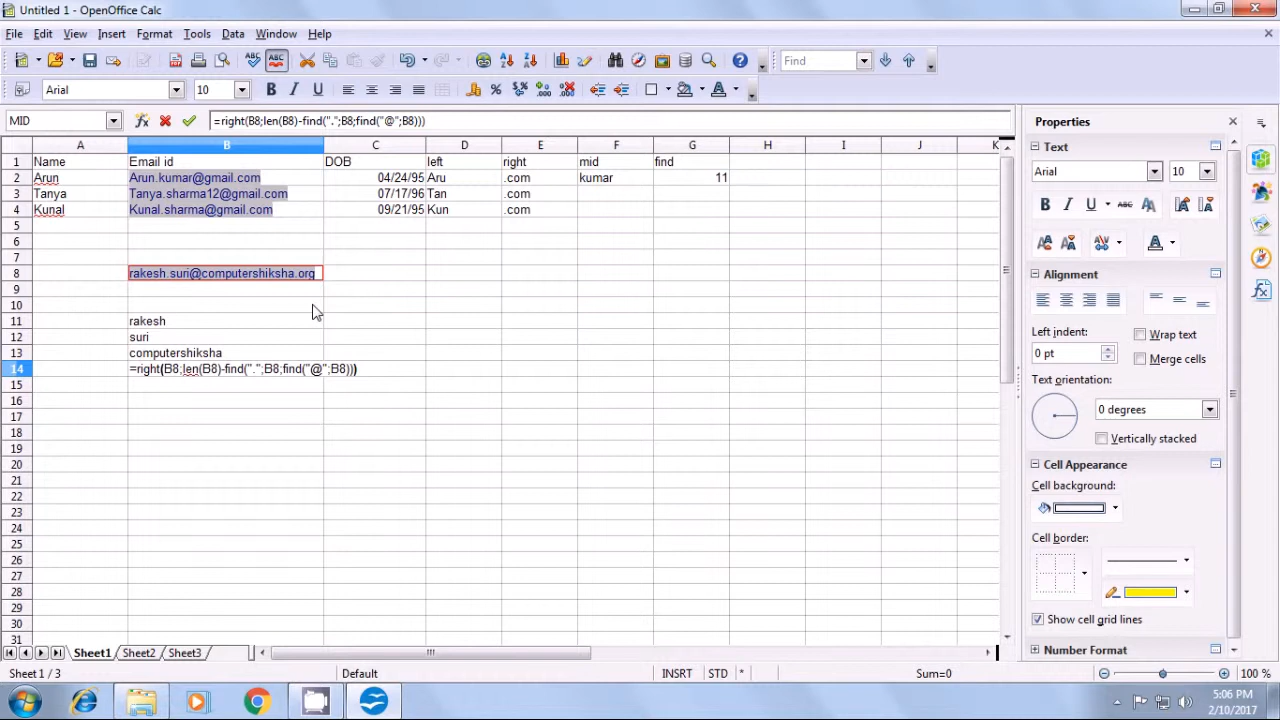 Untitled 1 - OpenOffice Calc
File Edit View Insert Format Tools Data Window Help
ABC ABC Find
Arial 10 B I U
MID =right(B8;len(B8)-find(".";B8;find("@";B8)))
A B C D E F G H I J K
1 Name Email id DOB left right mid find
2 Arun Arun.kumar@gmail.com 04/24/95 Aru .com kumar 11
3 Tanya Tanya.sharma12@gmail.com 07/17/96 Tan .com
4 Kunal Kunal.sharma@gmail.com 09/21/95 Kun .com
5
6
7
8 rakesh.suri@computershiksha.org
9
10
11 rakesh
12 suri
13 computershiksha
14 =right(B8;len(B8)-find(".";B8;find("@";B8)))
15
16
17
18
19
20
21
22
23
24
25
26
27
28
29
30
31
Sheet1 Sheet2 Sheet3
Sheet 1 / 3 Default INSRT STD * Sum=0 100 %
Properties
Text
Arial 10
B I U ABC
Alignment
Left indent: Wrap text
0 pt Merge cells
Text orientation:
0 degrees
Vertically stacked
Cell Appearance
Cell background:
Cell border:
Show cell grid lines
Number Format
5:06 PM
2/10/2017